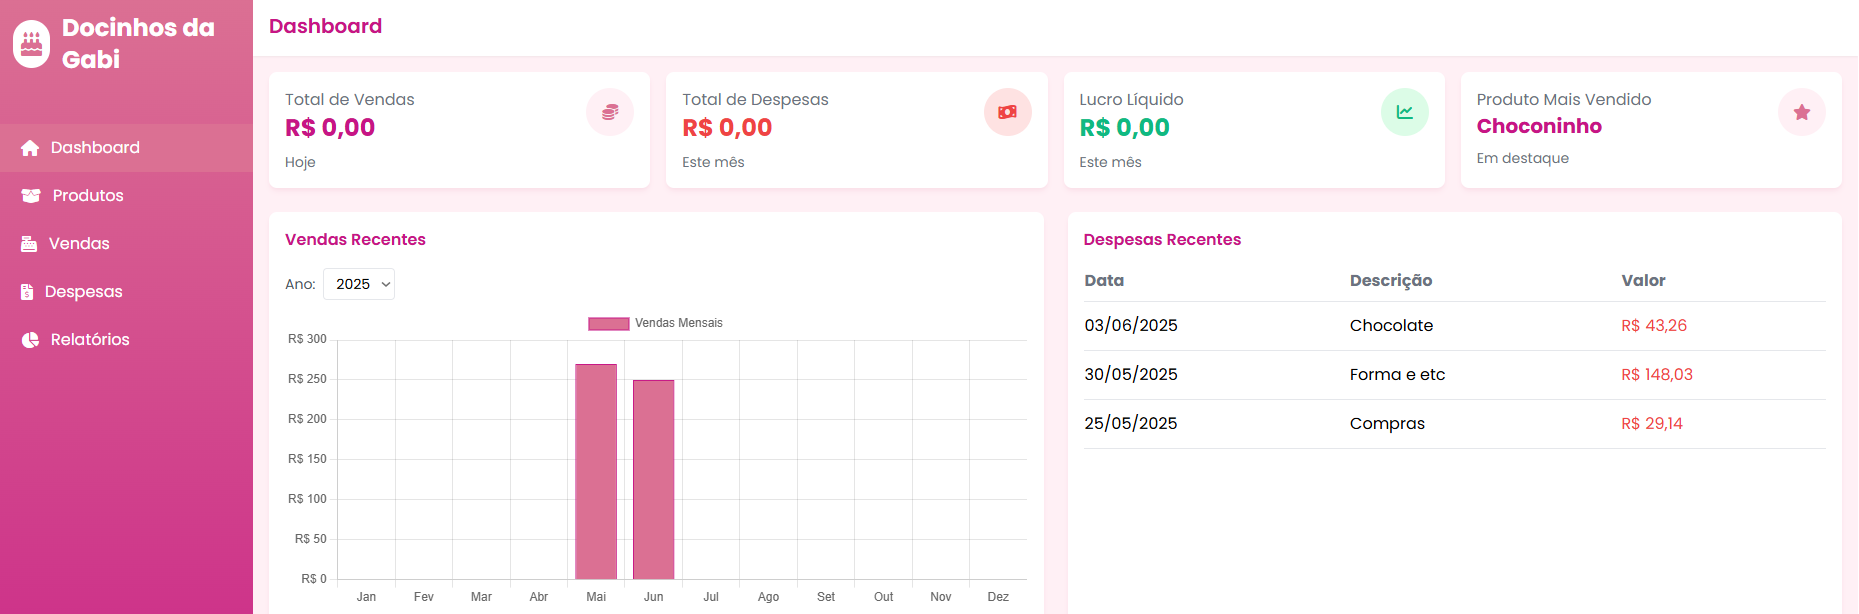 Docinhos da
Gabi
Dashboard
Produtos
Vendas
Despesas
Relatórios
Dashboard
Total de Vendas
R$ 0,00
Hoje
Total de Despesas
R$ 0,00
Este mês
Lucro Líquido
R$ 0,00
Este mês
Produto Mais Vendido
Choconinho
Em destaque
Vendas Recentes
Ano: 2025
Vendas Mensais
R$ 300
R$ 250
R$ 200
R$ 150
R$ 100
R$ 50
R$ 0
Jan Fev Mar Abr Mai Jun Jul Ago Set Out Nov Dez
Despesas Recentes
Data Descrição Valor
03/06/2025 Chocolate R$ 43,26
30/05/2025 Forma e etc R$ 148,03
25/05/2025 Compras R$ 29,14